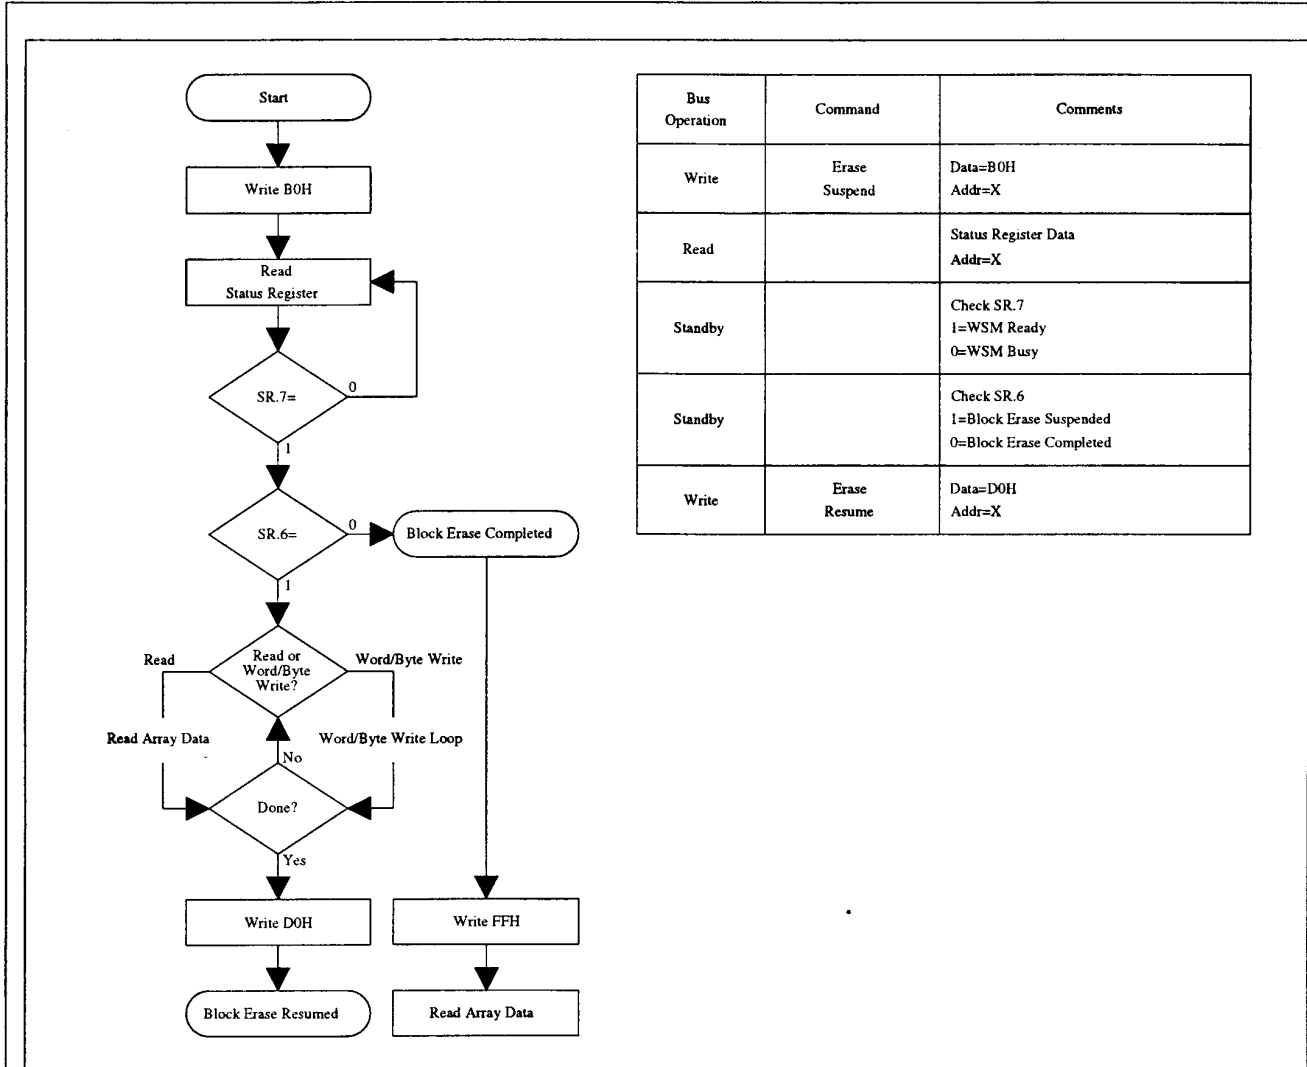 Start
Write B0H
Read
Status Register
SR.7=
0
1
SR.6=
0
Block Erase Completed
1
Read or
Word/Byte
Write?
Read
Word/Byte Write
Read Array Data
Word/Byte Write Loop
No
Done?
Yes
Write D0H
Write FFH
Block Erase Resumed
Read Array Data
Bus
Operation
Command
Comments
Write
Erase
Suspend
Data=B0H
Addr=X
Read
Status Register Data
Addr=X
Standby
Check SR.7
1=WSM Ready
0=WSM Busy
Standby
Check SR.6
1=Block Erase Suspended
0=Block Erase Completed
Write
Erase
Resume
Data=D0H
Addr=X